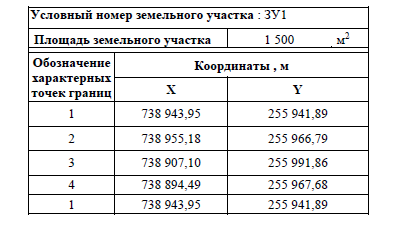 Условный номер земельного участка : ЗУ1
Площадь земельного участка 1 500 м2
Обозначение характерных точек границ Координаты , м
X Y
1 738 943,95 255 941,89
2 738 955,18 255 966,79
3 738 907,10 255 991,86
4 738 894,49 255 967,68
1 738 943,95 255 941,89